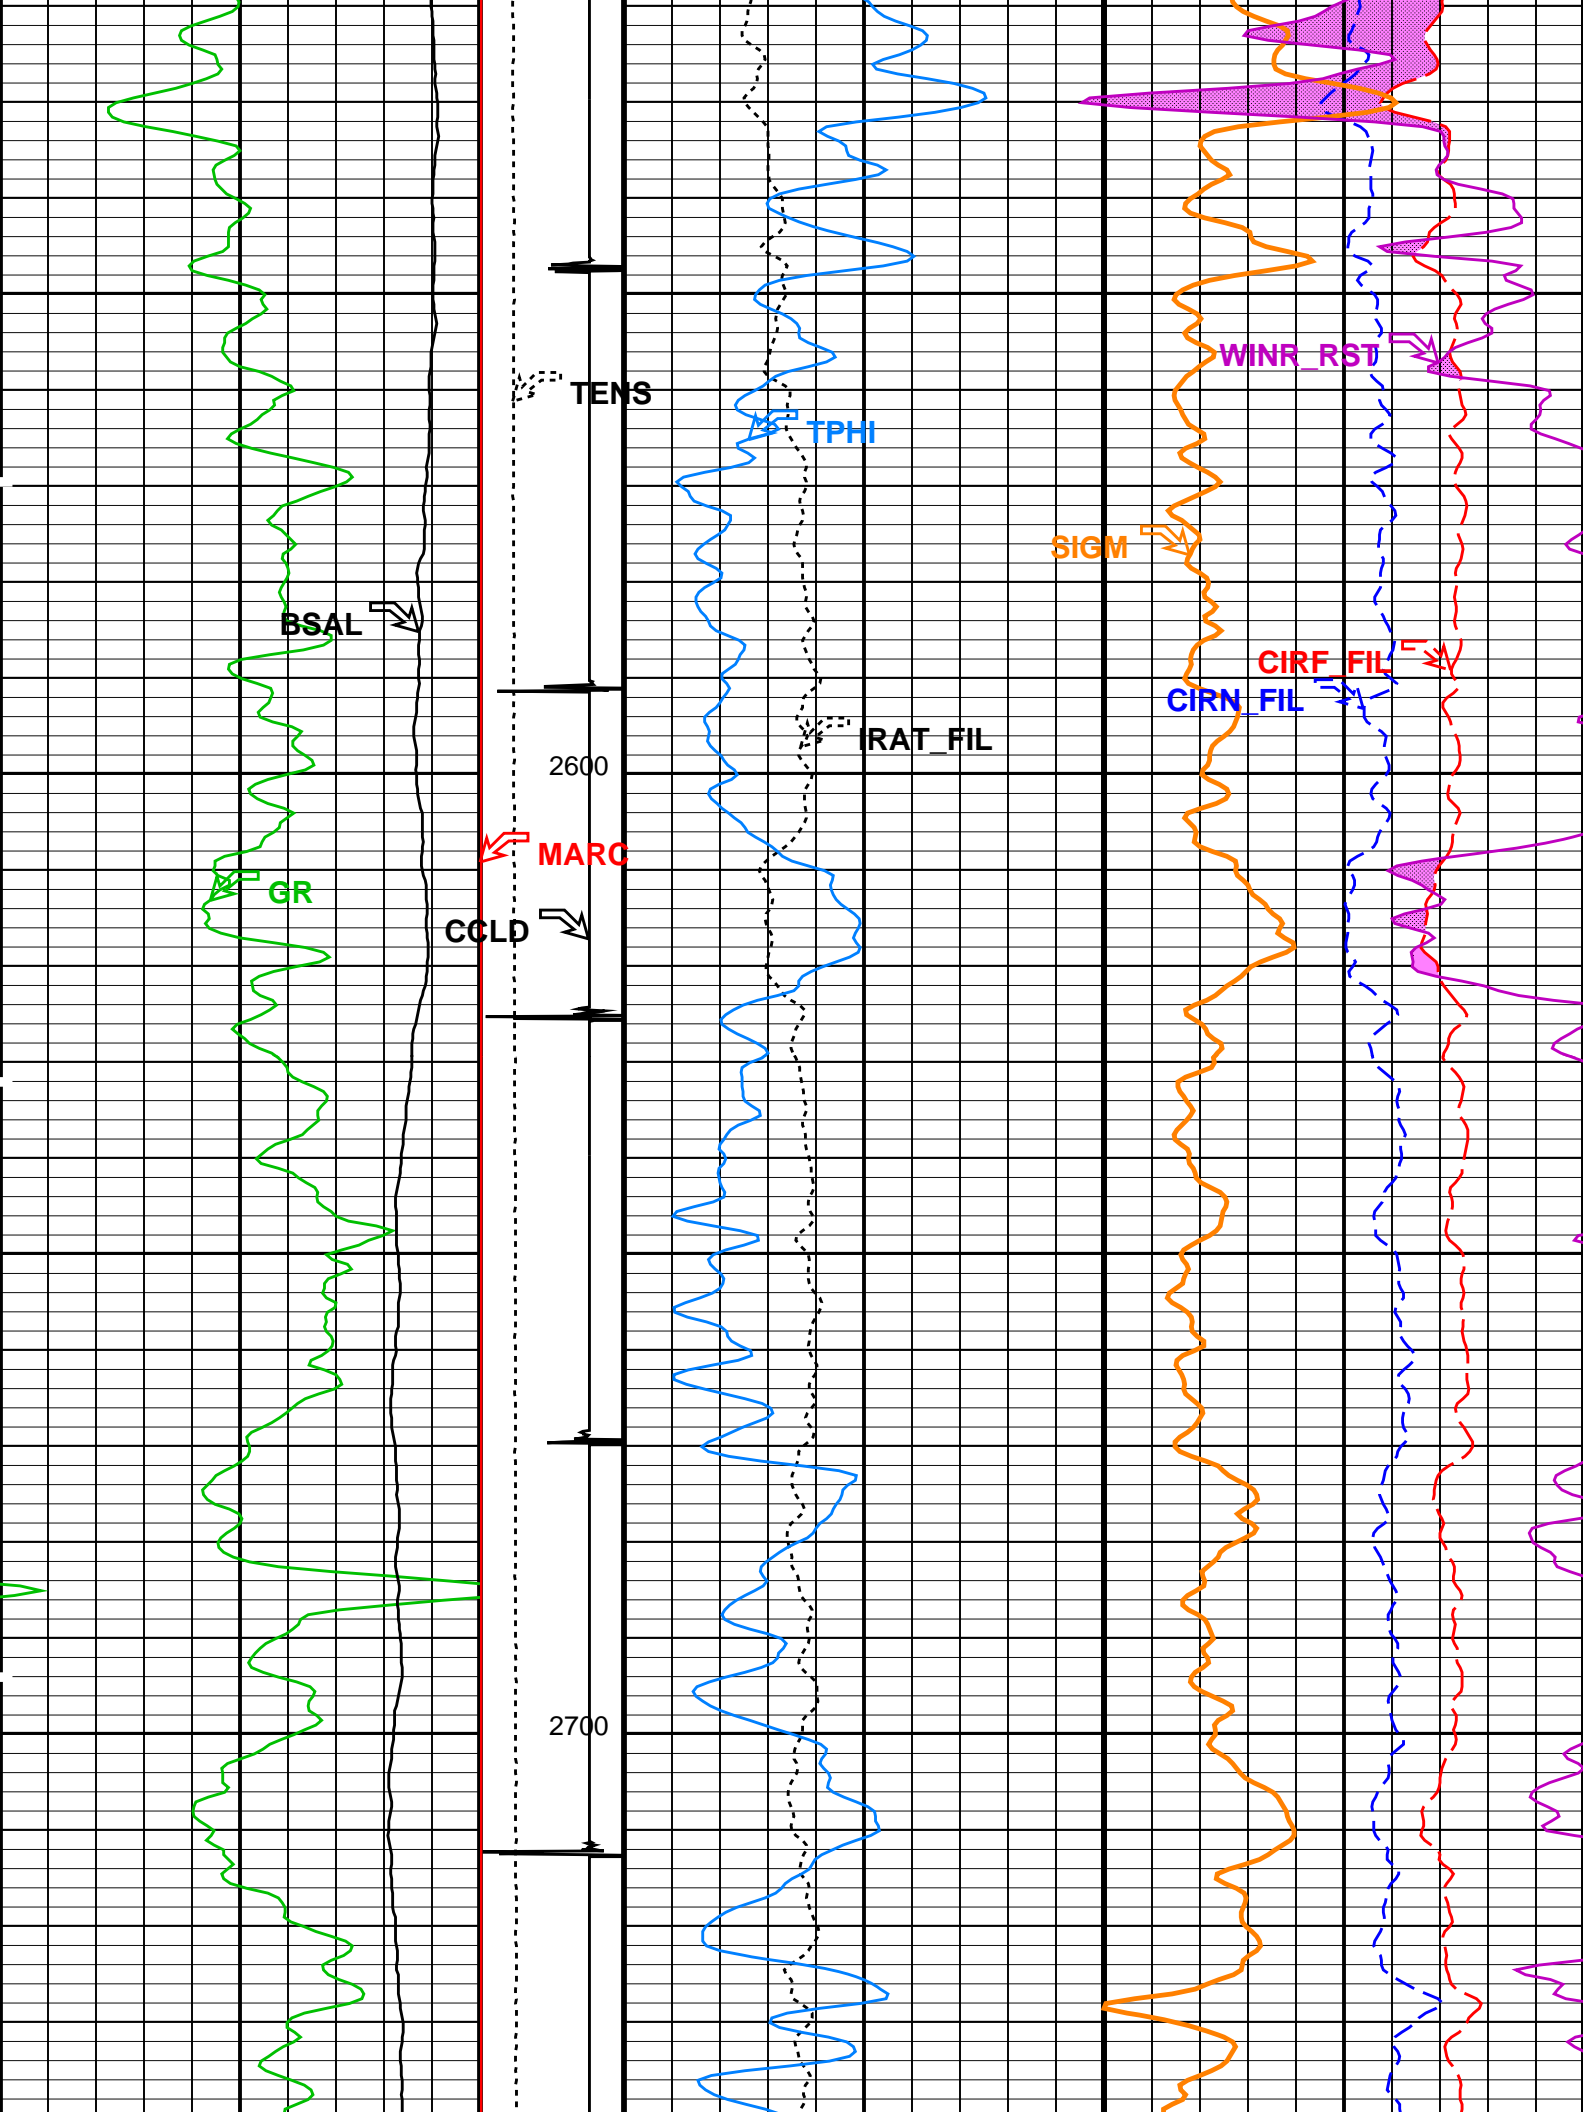 WINR_RST
TENS
TPHI
SIGM
BSAL
CIRF_FIL
CIRN_FIL
IRAT_FIL
2600
MARC
GR
CCLD
2700